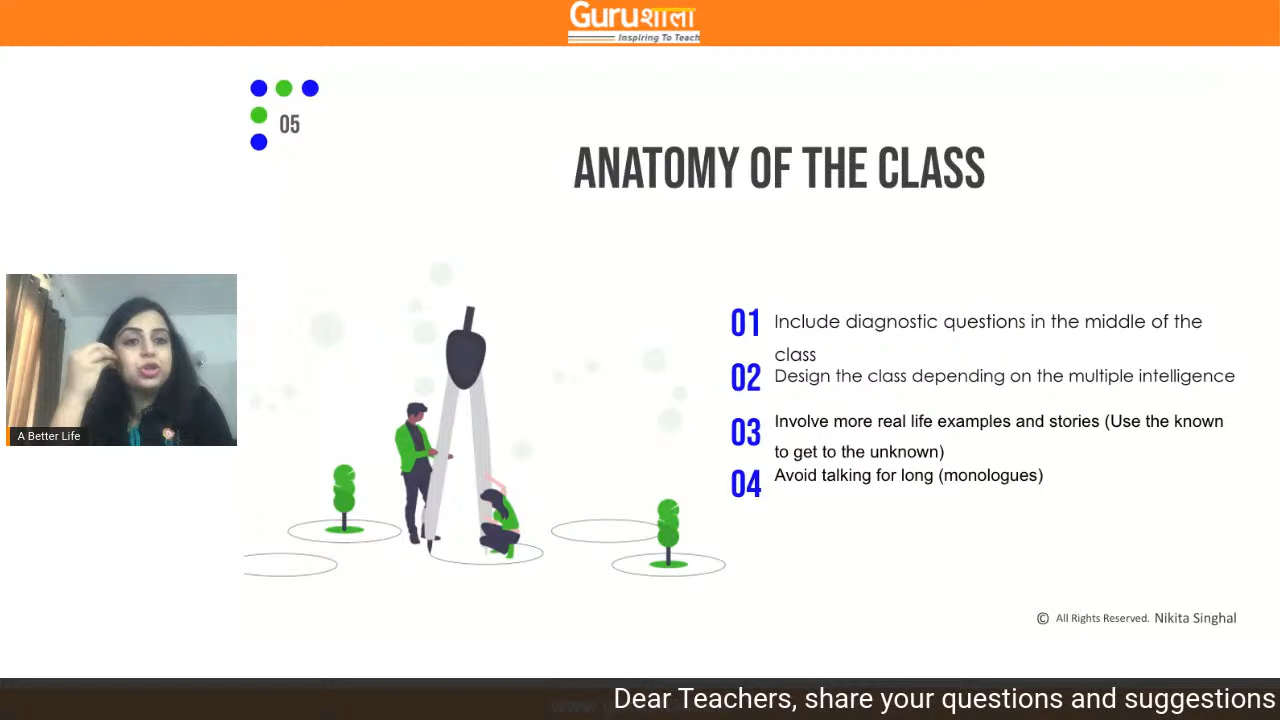 Guruशाला
Inspiring To Teach
05
ANATOMY OF THE CLASS
01 Include diagnostic questions in the middle of the
class
02 Design the class depending on the multiple intelligence
03 Involve more real life examples and stories (Use the known
to get to the unknown)
04 Avoid talking for long (monologues)
A Better Life
© All Rights Reserved. Nikita Singhal
Dear Teachers, share your questions and suggestions